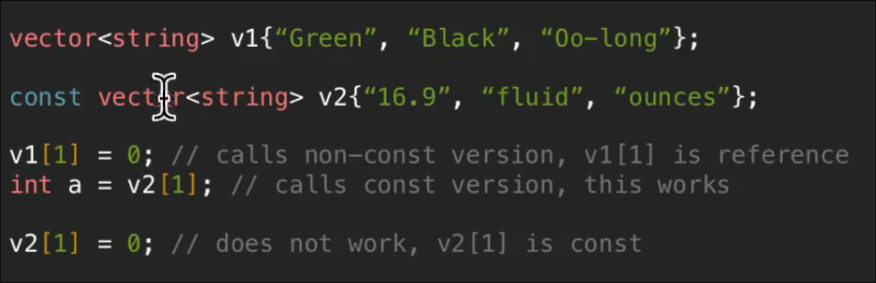 vector<string> v1{“Green”, “Black”, “Oo-long”};
const vector<string> v2{“16.9”, “fluid”, “ounces”};
v1[1] = 0; // calls non-const version, v1[1] is reference
int a = v2[1]; // calls const version, this works
v2[1] = 0; // does not work, v2[1] is const